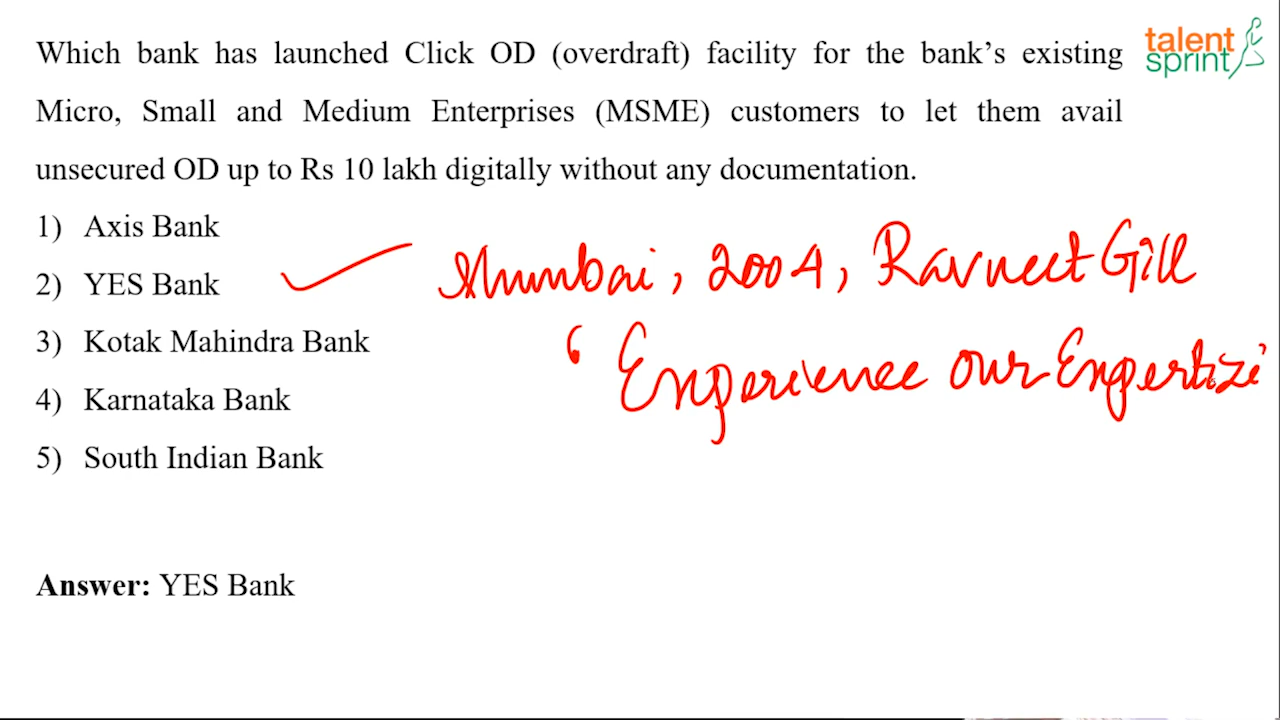 Which bank has launched Click OD (overdraft) facility for the bank’s existing
Micro, Small and Medium Enterprises (MSME) customers to let them avail
unsecured OD up to Rs 10 lakh digitally without any documentation.
1) Axis Bank
2) YES Bank
Mumbai, 2004, Ravneet Gill
3) Kotak Mahindra Bank
‘Experience our Expertize’
4) Karnataka Bank
5) South Indian Bank
Answer: YES Bank
talent
sprint